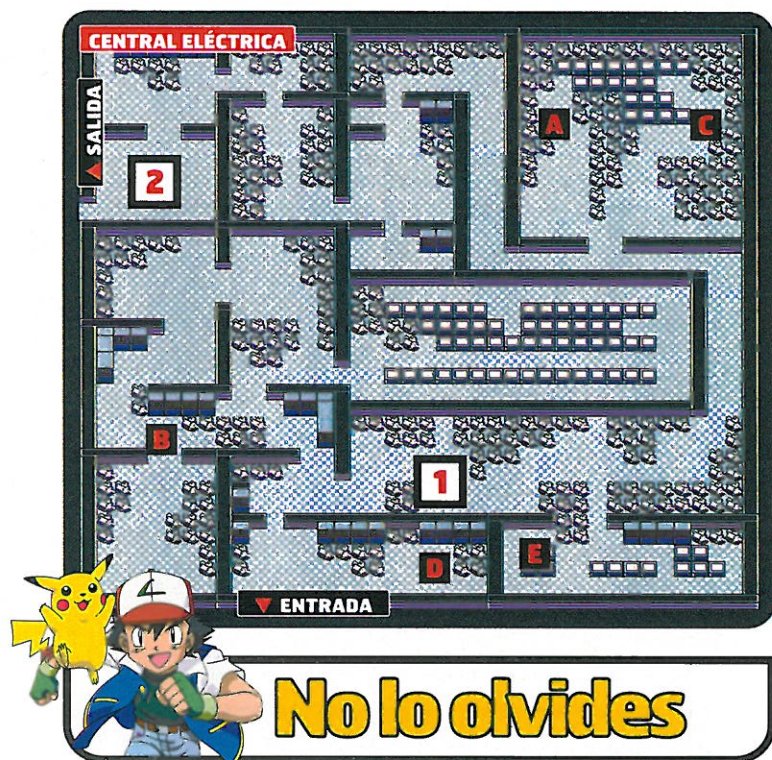 CENTRAL ELÉCTRICA
SALIDA
A
C
2
B
1
D
E
ENTRADA
No lo olvides